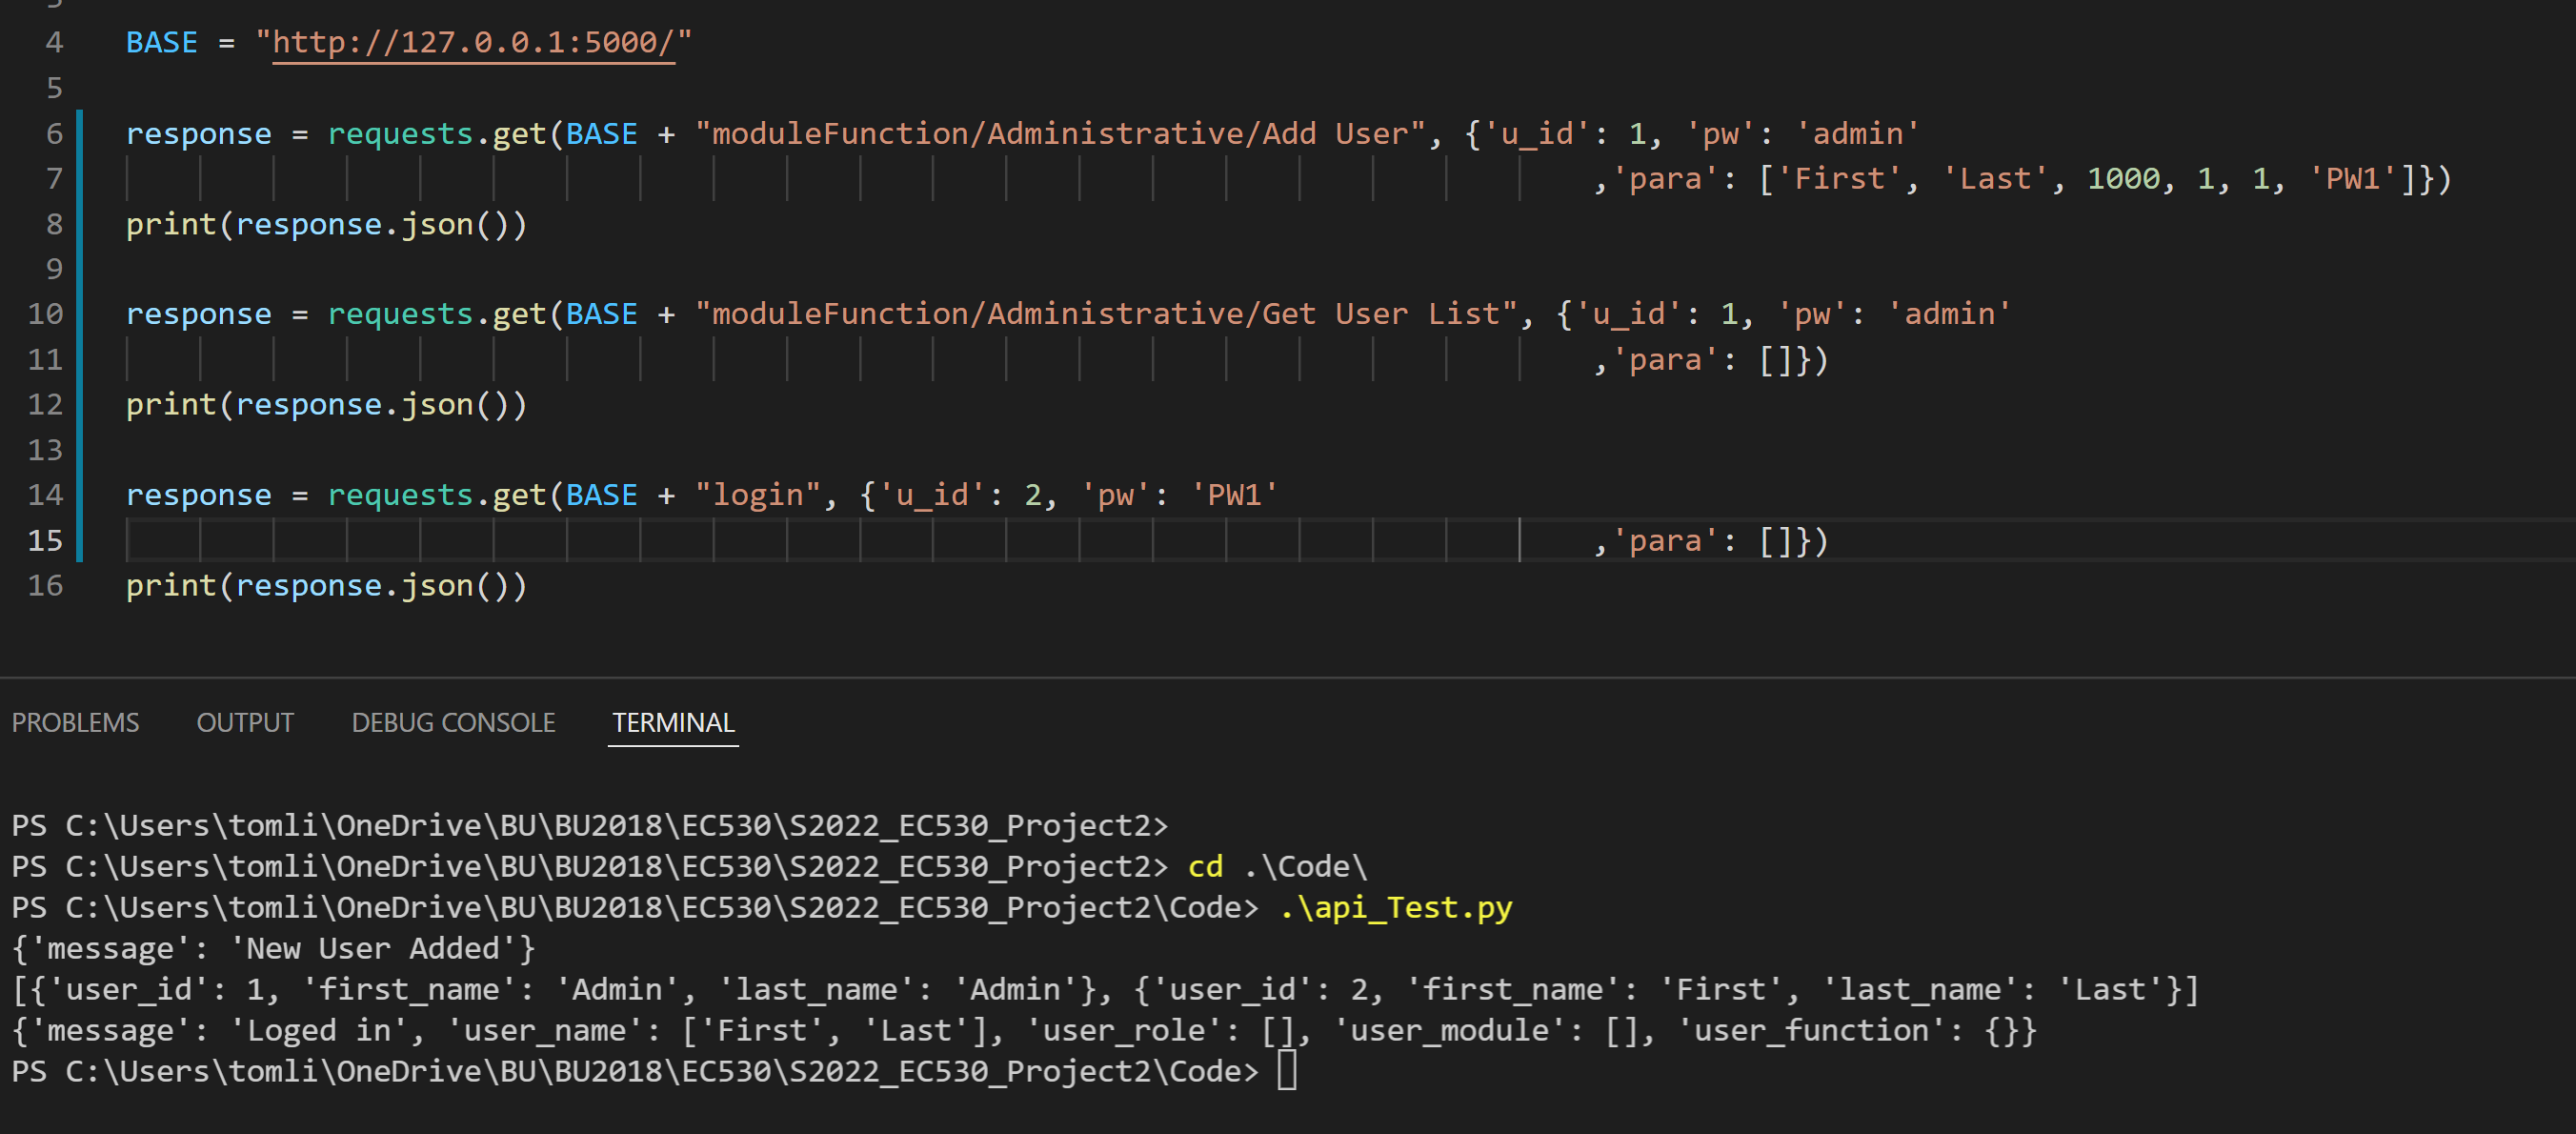 4 BASE = "http://127.0.0.1:5000/"
5
6 response = requests.get(BASE + "moduleFunction/Administrative/Add User", {'u_id': 1, 'pw': 'admin'
7 ,'para': ['First', 'Last', 1000, 1, 1, 'PW1']})
8 print(response.json())
9
10 response = requests.get(BASE + "moduleFunction/Administrative/Get User List", {'u_id': 1, 'pw': 'admin'
11 ,'para': []})
12 print(response.json())
13
14 response = requests.get(BASE + "login", {'u_id': 2, 'pw': 'PW1'
15 ,'para': []})
16 print(response.json())
PROBLEMS OUTPUT DEBUG CONSOLE TERMINAL
PS C:\Users\tomli\OneDrive\BU\BU2018\EC530\S2022_EC530_Project2>
PS C:\Users\tomli\OneDrive\BU\BU2018\EC530\S2022_EC530_Project2> cd .\Code\
PS C:\Users\tomli\OneDrive\BU\BU2018\EC530\S2022_EC530_Project2\Code> .\api_Test.py
{'message': 'New User Added'}
[{'user_id': 1, 'first_name': 'Admin', 'last_name': 'Admin'}, {'user_id': 2, 'first_name': 'First', 'last_name': 'Last'}]
{'message': 'Loged in', 'user_name': ['First', 'Last'], 'user_role': [], 'user_module': [], 'user_function': {}}
PS C:\Users\tomli\OneDrive\BU\BU2018\EC530\S2022_EC530_Project2\Code>